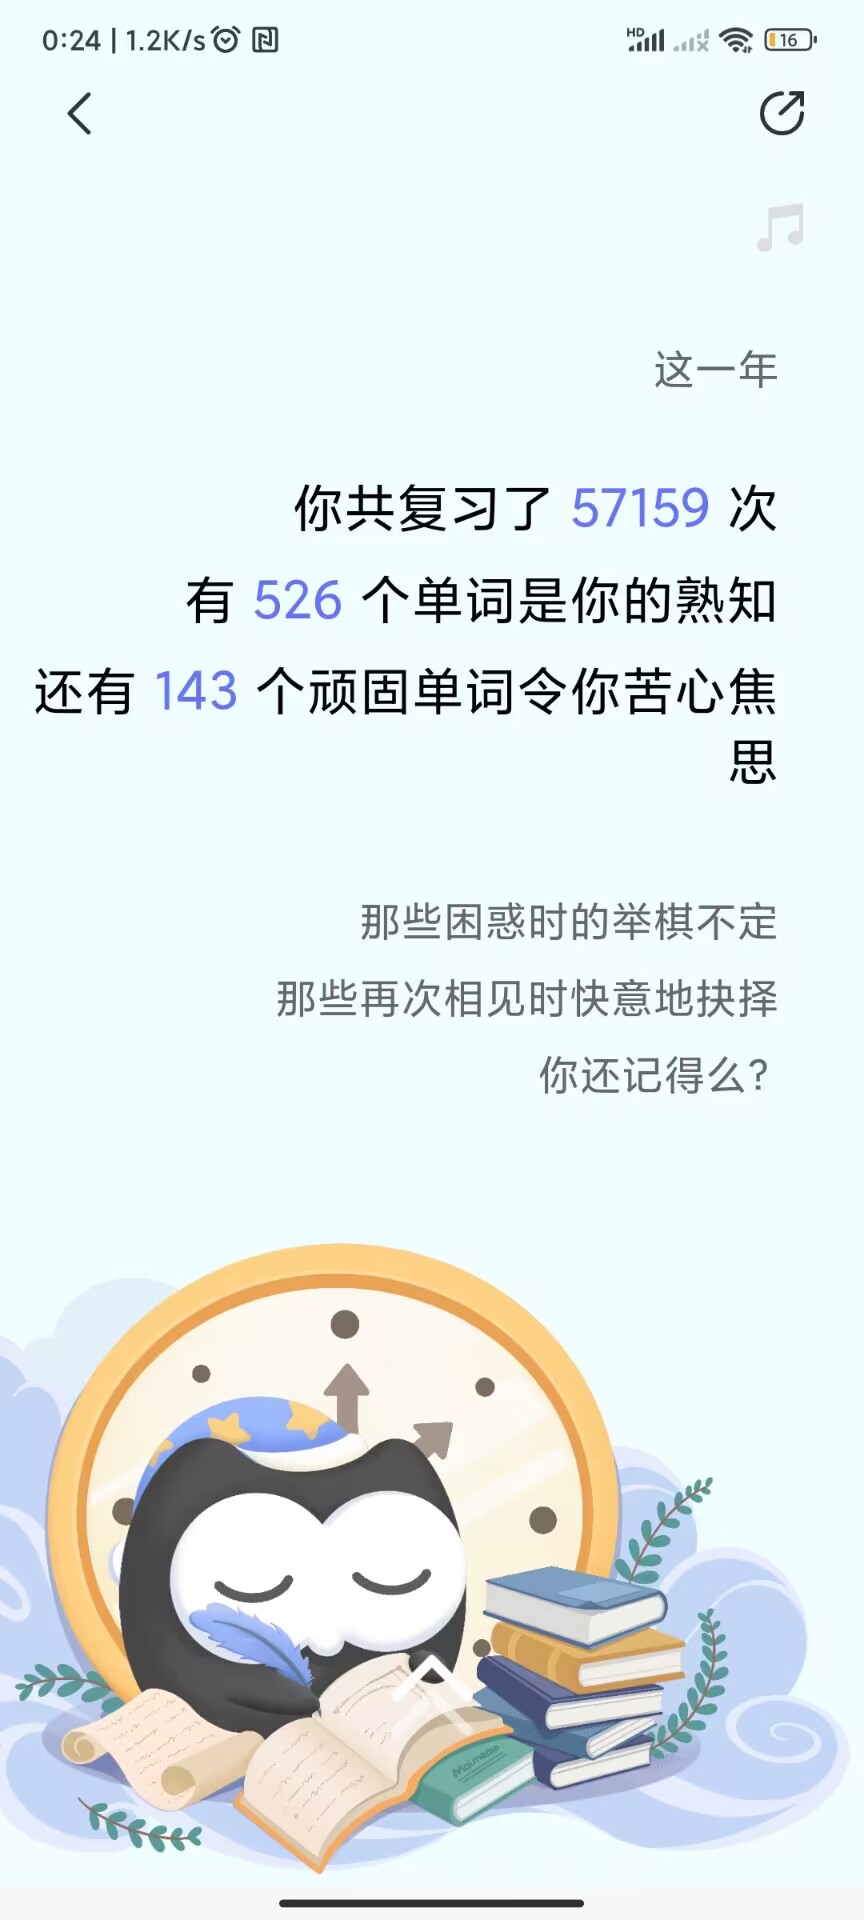 0:24 | 1.2K/s
HD
16
这一年
你共复习了 57159 次
有 526 个单词是你的熟知
还有 143 个顽固单词令你苦心焦
思
那些困惑时的举棋不定
那些再次相见时快意地抉择
你还记得么?
Maimemo